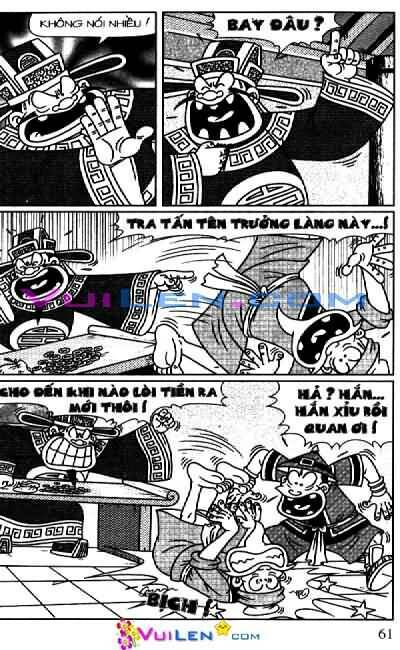 KHÔNG NÓI NHIỀU !
BAY ĐÂU ?
TRA TẤN TÊN TRƯỞNG LÀNG NÀY...!
VuiLen.com
CHO ĐẾN KHI NÀO LÒI TIỀN RA
MỚI THÔI !
HẢ ? HẮN...
HẮN XỈU RỒI
QUAN ƠI !
BỊCH !
61
VuiLen.com